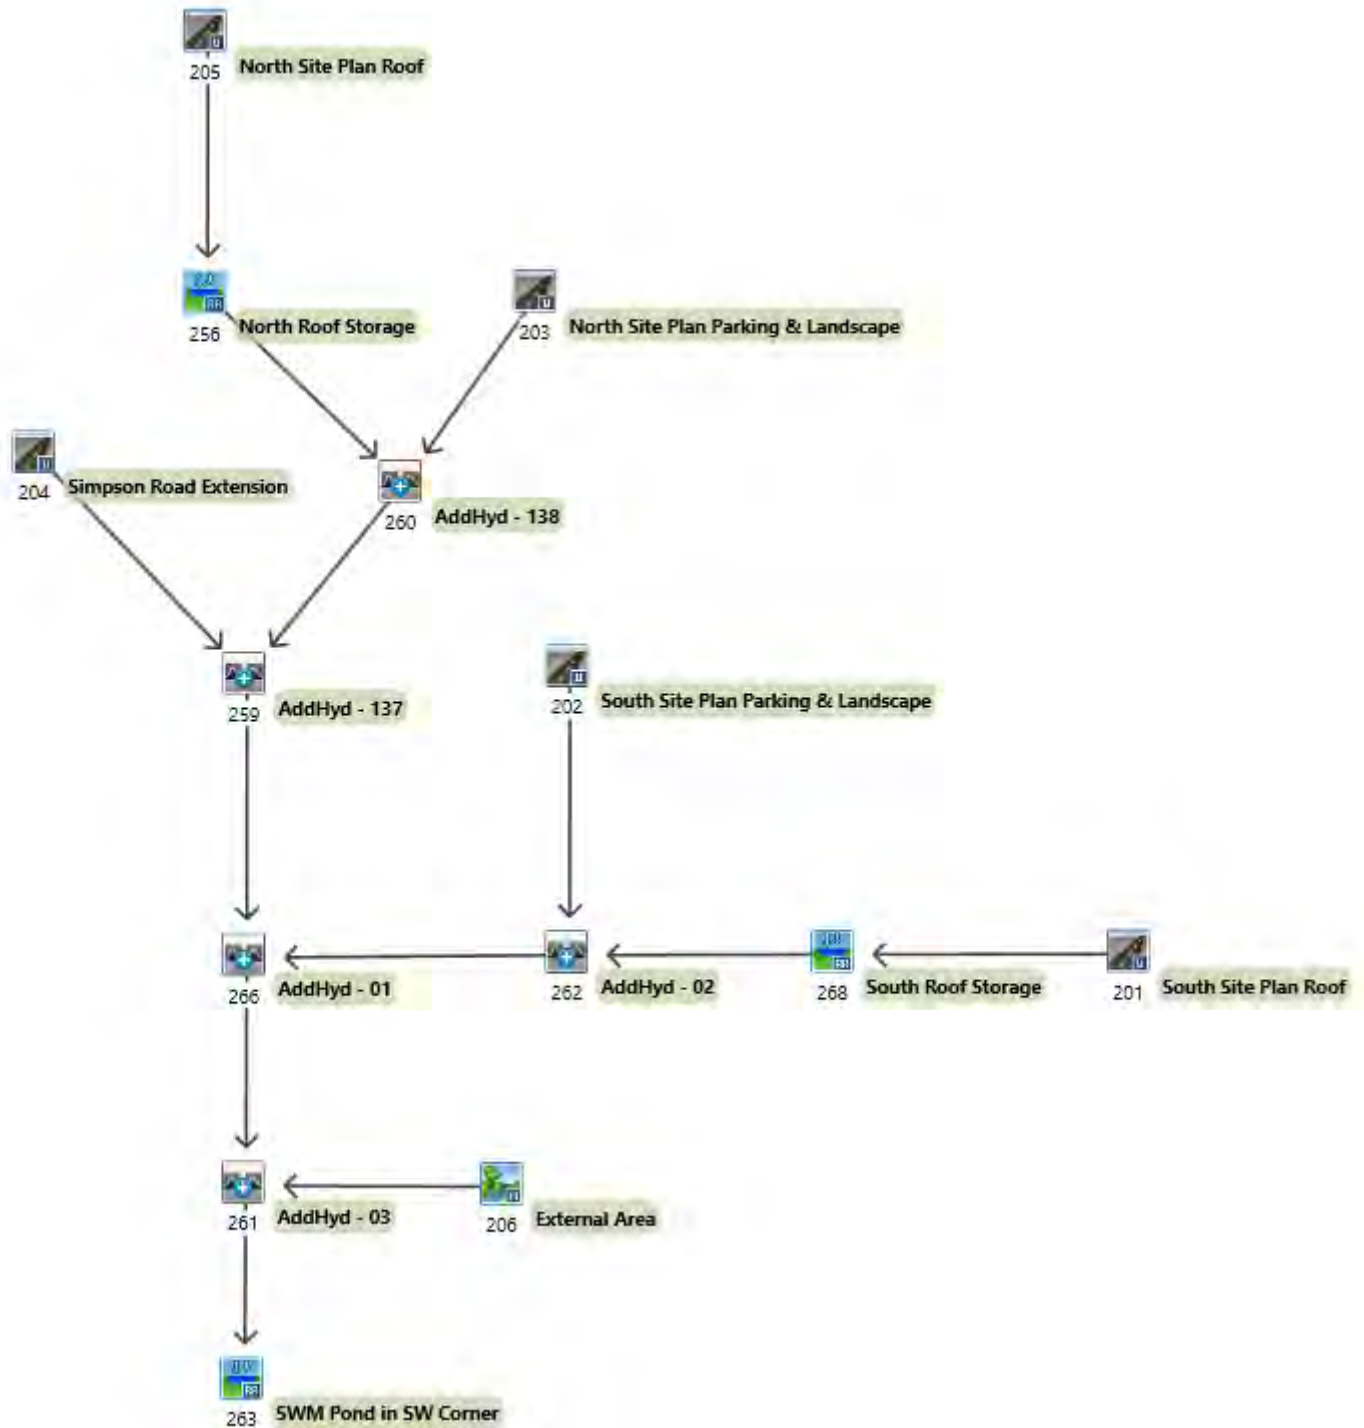 205 North Site Plan Roof
256 North Roof Storage
203 North Site Plan Parking & Landscape
204 Simpson Road Extension
260 AddHyd - 138
259 AddHyd - 137
202 South Site Plan Parking & Landscape
266 AddHyd - 01
262 AddHyd - 02
268 South Roof Storage
201 South Site Plan Roof
261 AddHyd - 03
206 External Area
263 SWM Pond in SW Corner